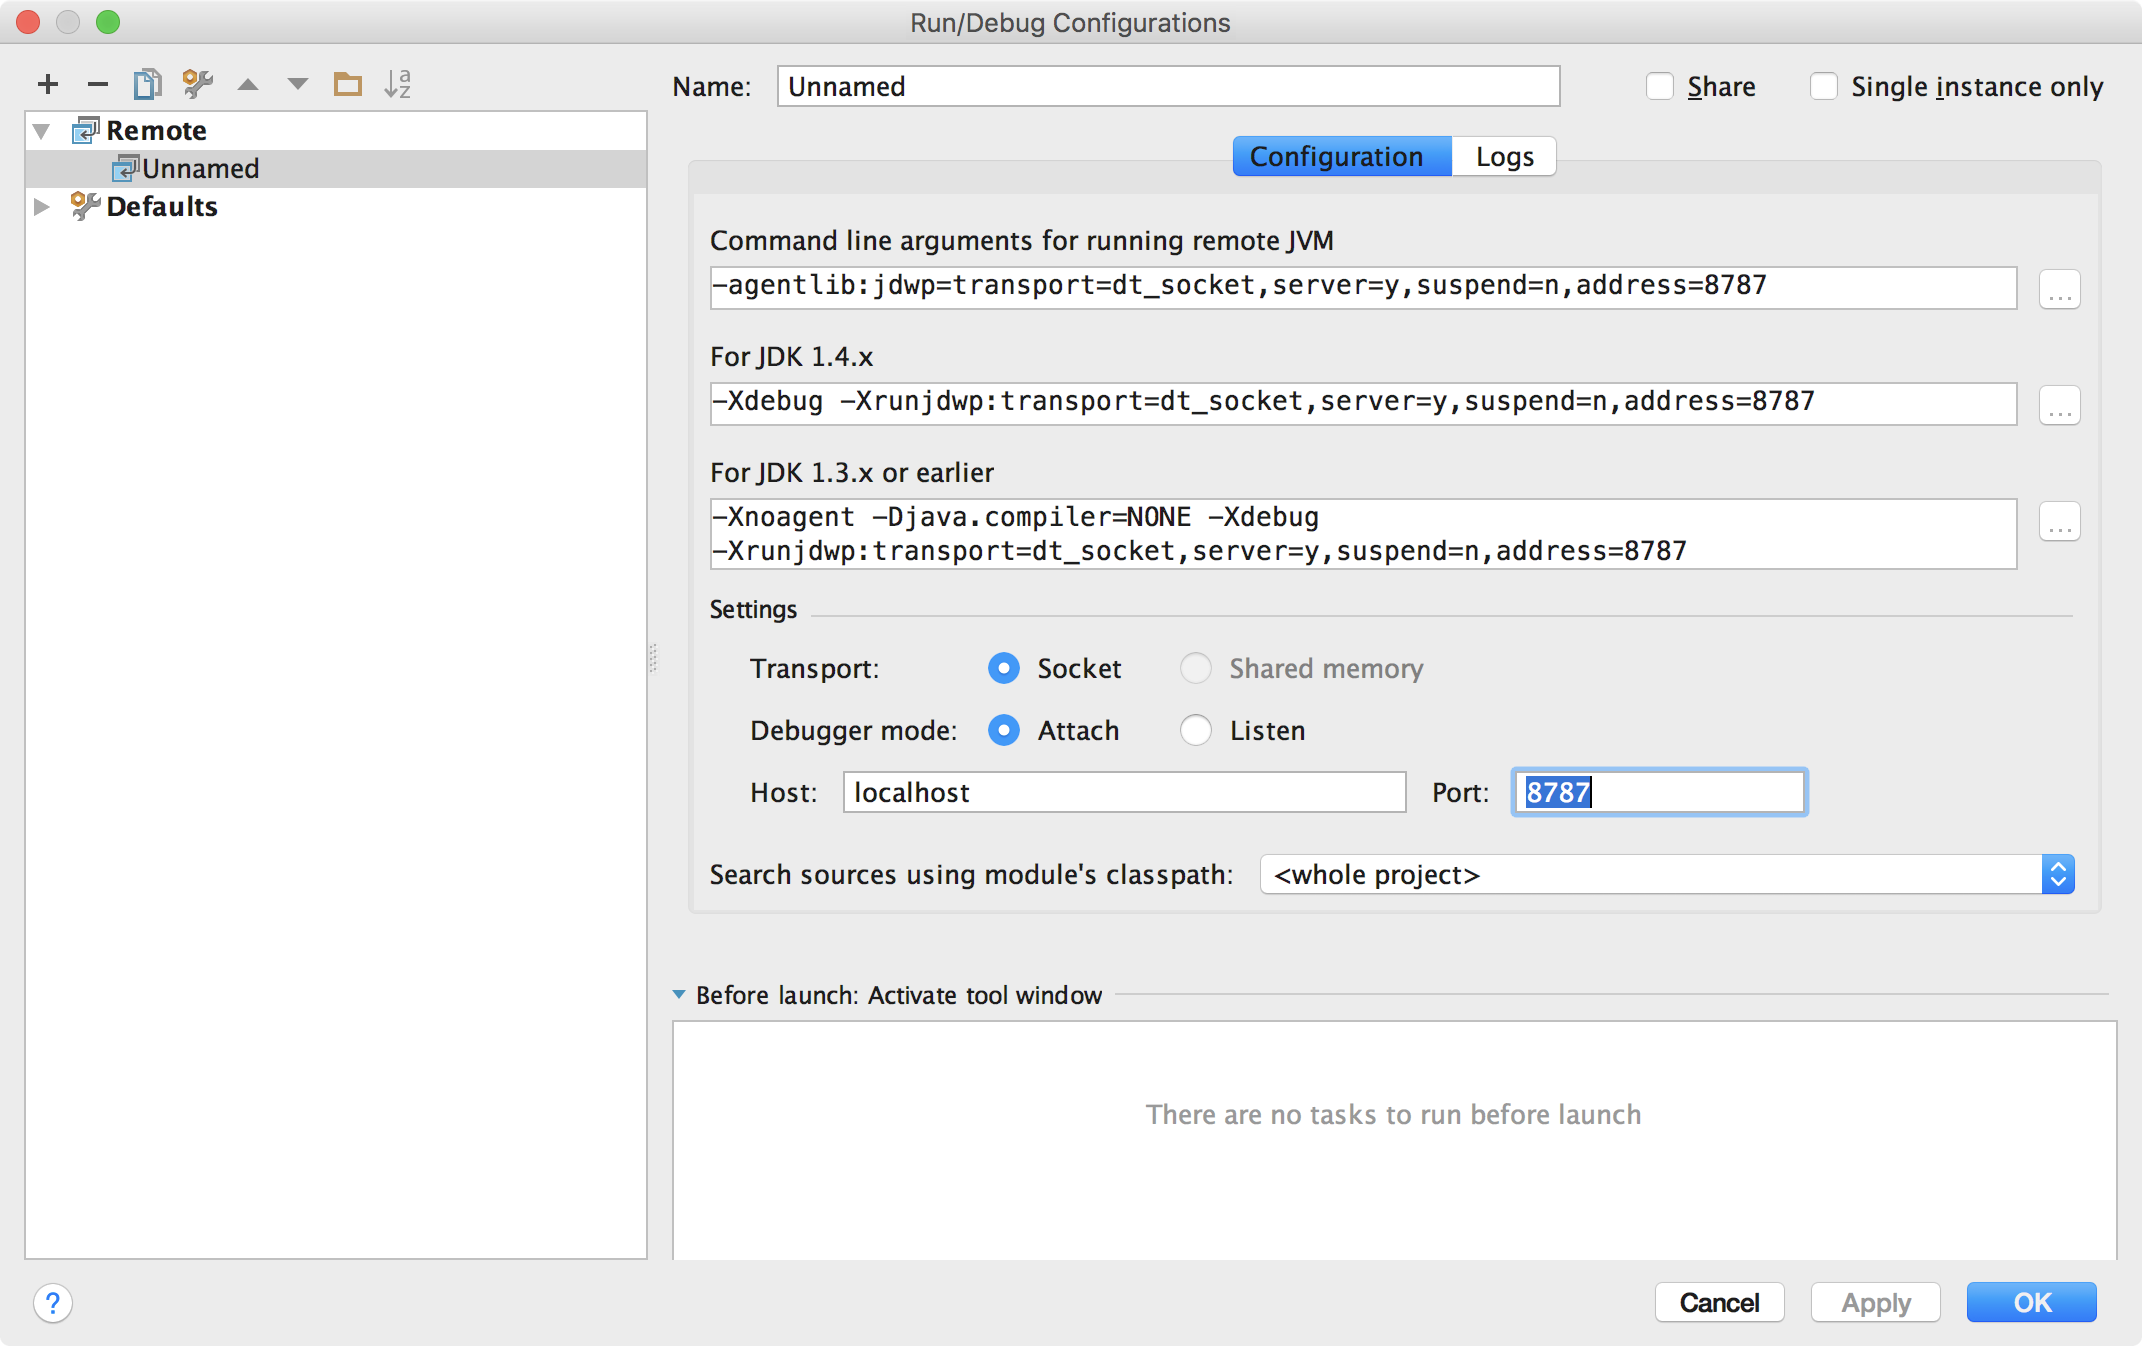 Run/Debug Configurations
Name: Unnamed Share Single instance only
Remote
Unnamed
Defaults
Configuration Logs
Command line arguments for running remote JVM
-agentlib:jdwp=transport=dt_socket,server=y,suspend=n,address=8787
...
For JDK 1.4.x
-Xdebug -Xrunjdwp:transport=dt_socket,server=y,suspend=n,address=8787
...
For JDK 1.3.x or earlier
-Xnoagent -Djava.compiler=NONE -Xdebug
-Xrunjdwp:transport=dt_socket,server=y,suspend=n,address=8787
...
Settings
Transport: Socket Shared memory
Debugger mode: Attach Listen
Host: localhost Port: 8787
Search sources using module's classpath: <whole project>
Before launch: Activate tool window
There are no tasks to run before launch
? Cancel Apply OK